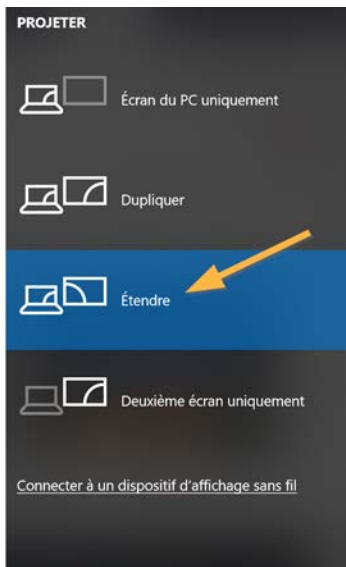 PROJETER
Écran du PC uniquement
Dupliquer
Étendre
Deuxième écran uniquement
Connecter à un dispositif d'affichage sans fil